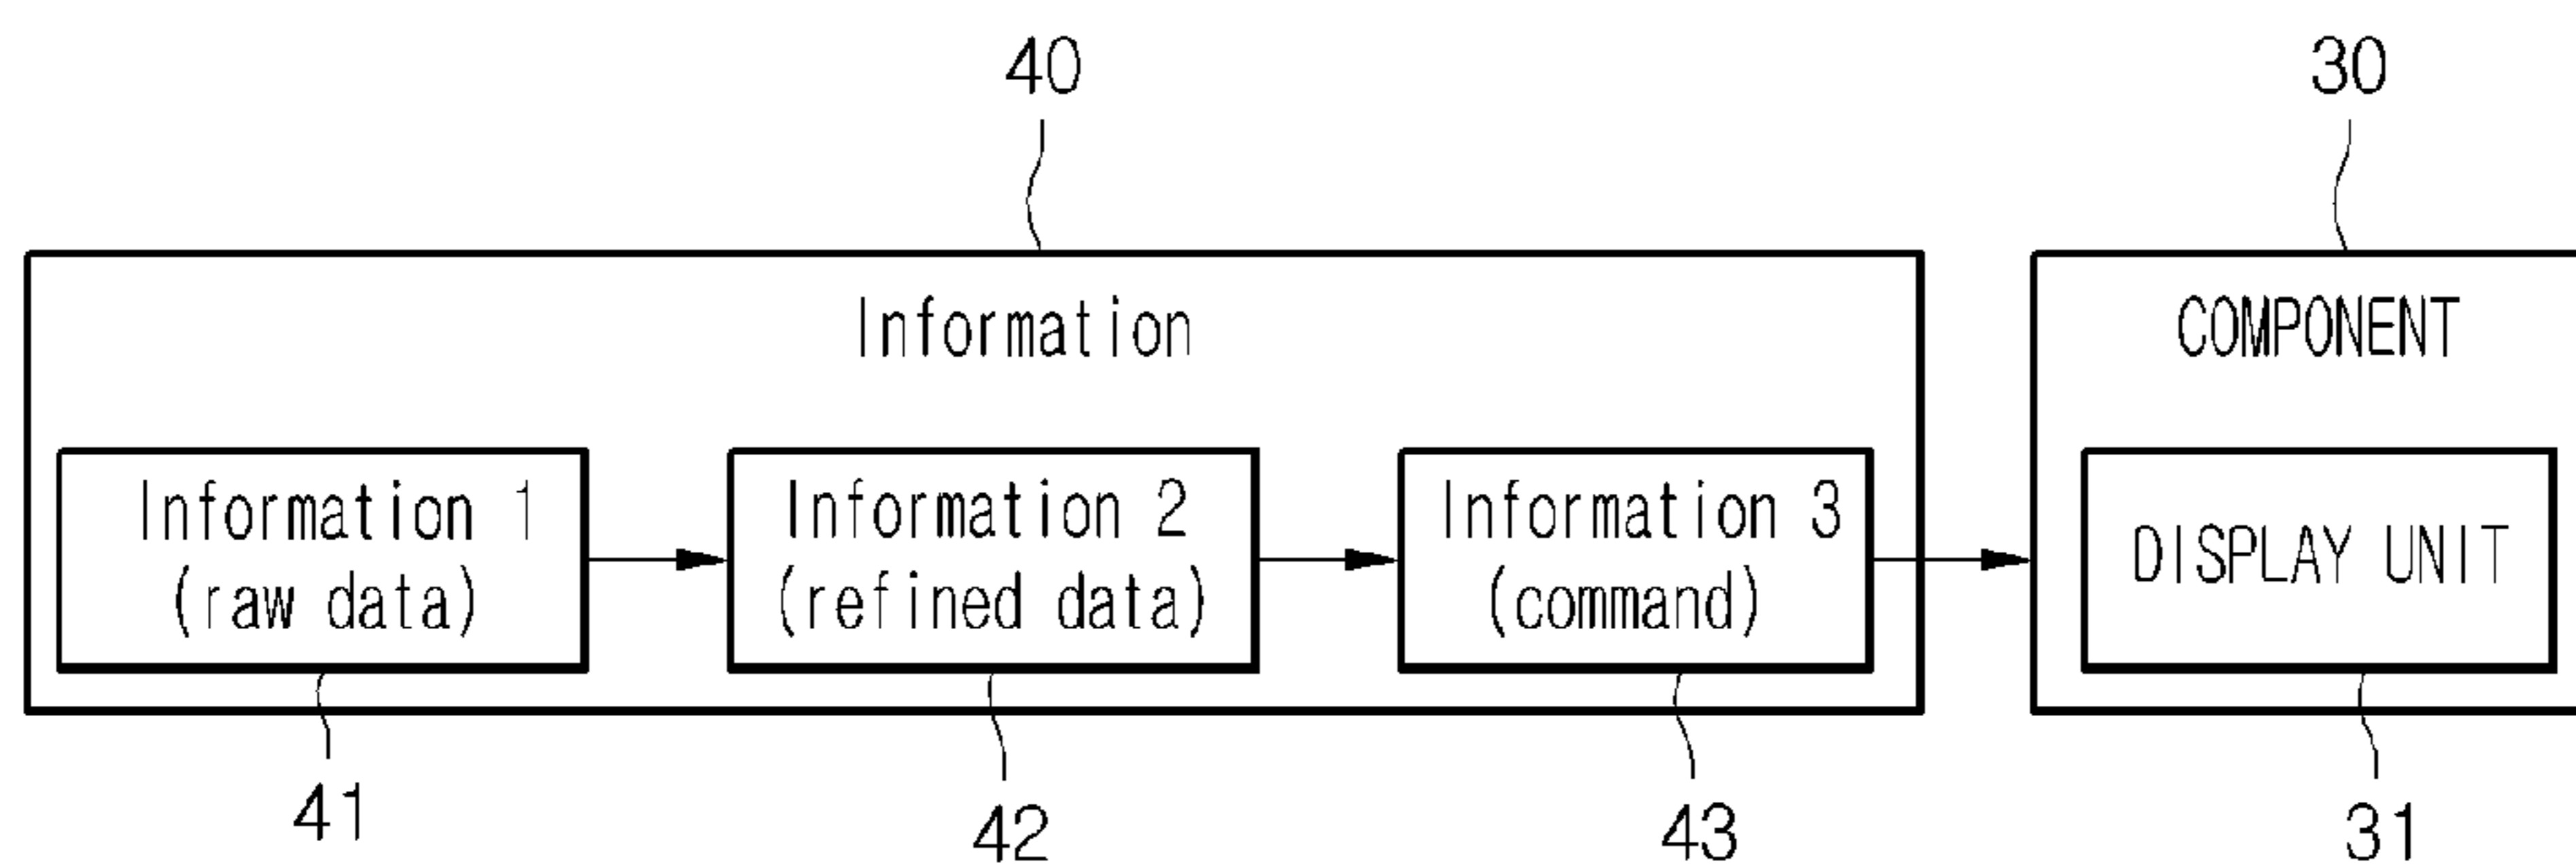 40
30
Information
COMPONENT
Information 1
(raw data)
Information 2
(refined data)
Information 3
(command)
DISPLAY UNIT
41
42
43
31